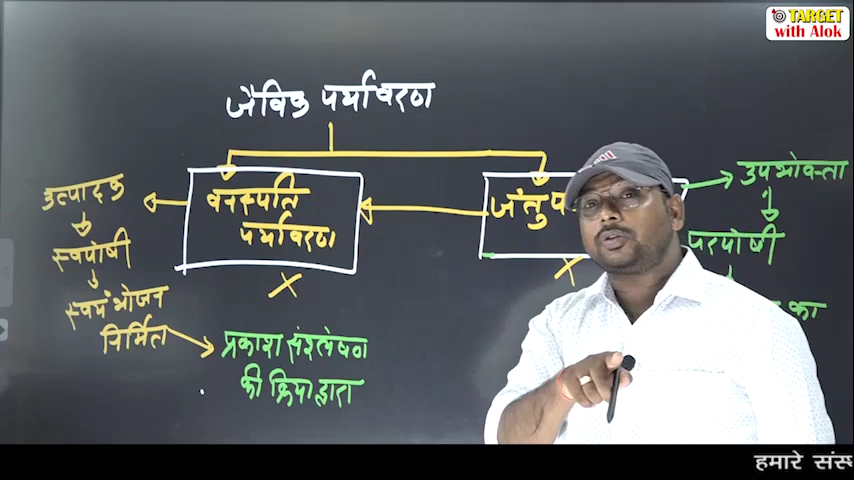 TARGET
with Alok
जैविक पर्यावरण
वनस्पति
पर्यावरण
X
उत्पादक
स्वपोषी
स्वयं भोजन
निर्मित
प्रकाश संश्लेषण
की क्रिया द्वारा
जंतु
X
उपभोक्ता
परपोषी
का
हमारे